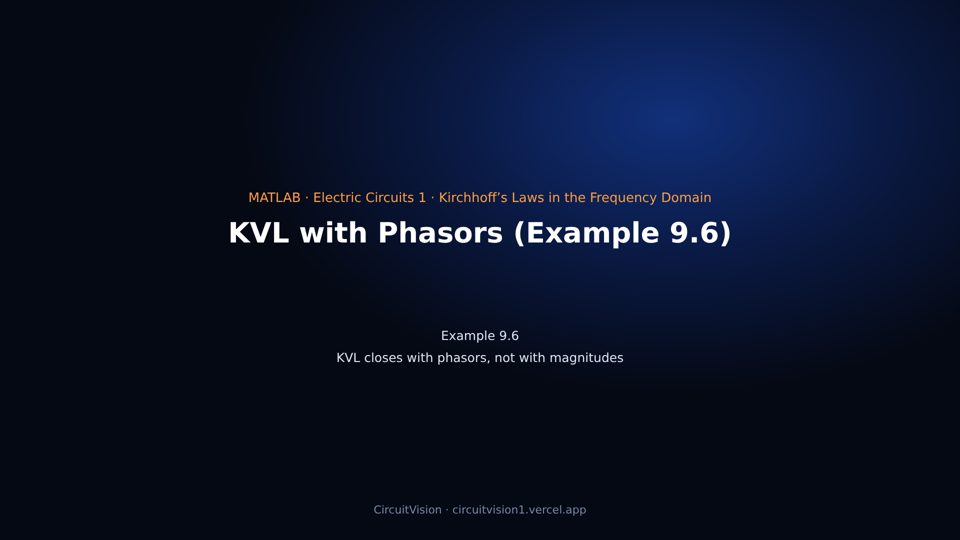 MATLAB · Electric Circuits 1 · Kirchhoff’s Laws in the Frequency Domain
KVL with Phasors (Example 9.6)
Example 9.6
KVL closes with phasors, not with magnitudes
CircuitVision · circuitvision1.vercel.app